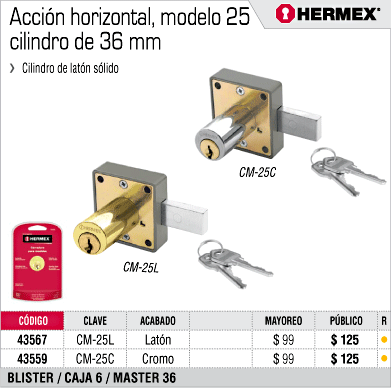 Acción horizontal, modelo 25
cilindro de 36 mm
HERMEX®
› Cilindro de latón sólido
CM-25C
CM-25L
HERMEX
CÓDIGO CLAVE ACABADO MAYOREO PÚBLICO R
43567 CM-25L Latón $ 99 $ 125
43559 CM-25C Cromo $ 99 $ 125
BLISTER / CAJA 6 / MASTER 36